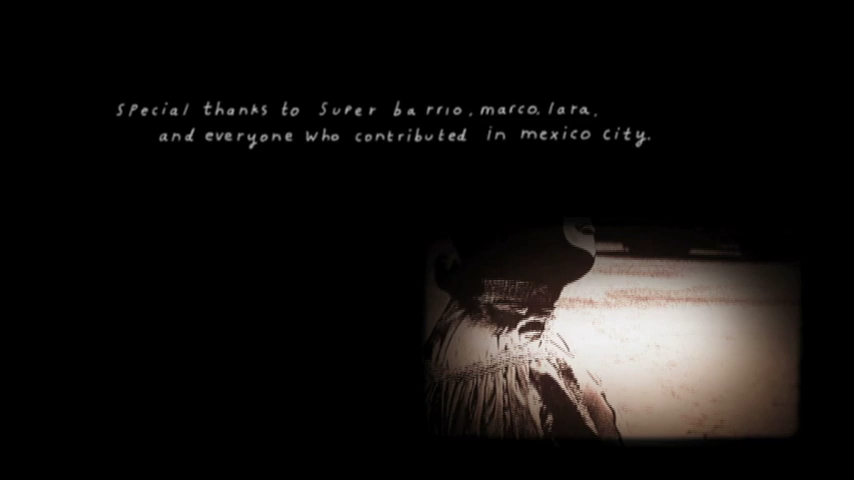 special thanks to super barrio, marco, lara,
and everyone who contributed in mexico city.